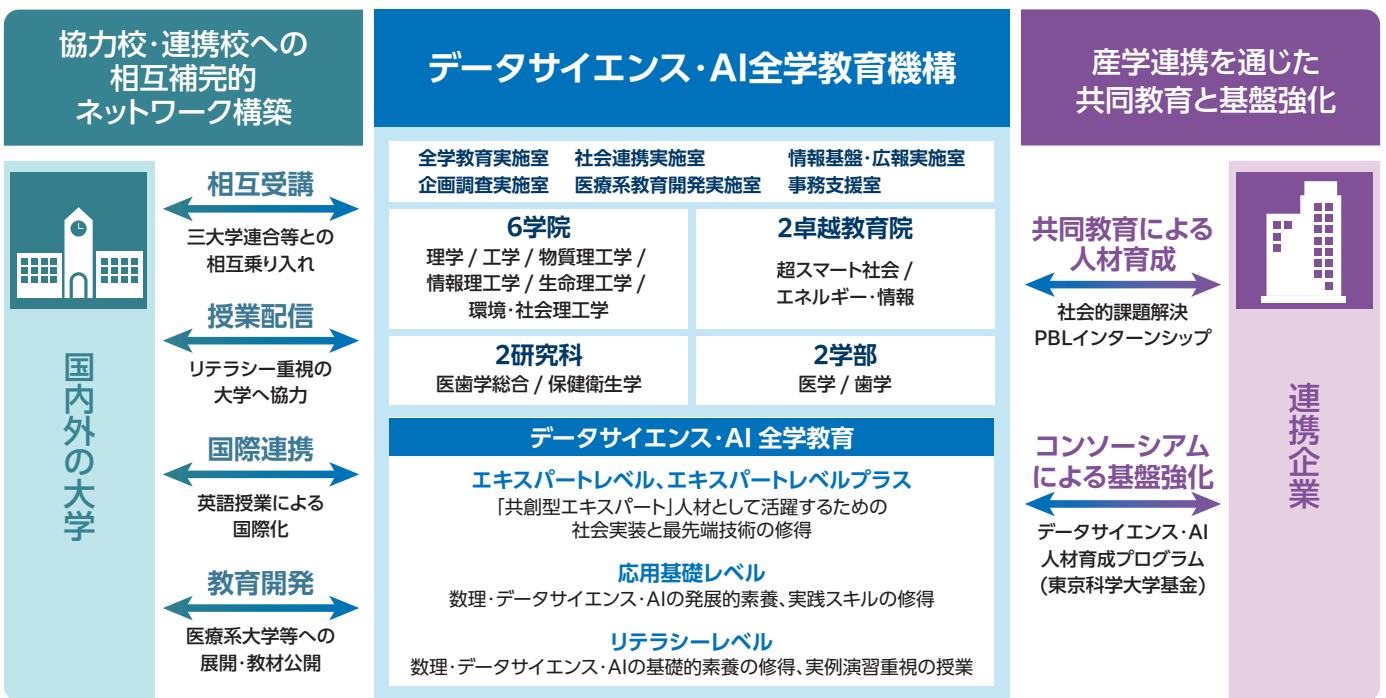 協力校・連携校への
相互補完的
ネットワーク構築
国内外の大学
相互受講
三大学連合等との
相互乗り入れ
授業配信
リテラシー重視の
大学へ協力
国際連携
英語授業による
国際化
教育開発
医療系大学等への
展開・教材公開
データサイエンス・AI全学教育機構
全学教育実施室 社会連携実施室 情報基盤・広報実施室
企画調査実施室 医療系教育開発実施室 事務支援室
6学院
理学 / 工学 / 物質理工学 /
情報理工学 / 生命理工学 /
環境・社会理工学
2卓越教育院
超スマート社会 /
エネルギー・情報
2研究科
医歯学総合 / 保健衛生学
2学部
医学 / 歯学
データサイエンス・AI 全学教育
エキスパートレベル、エキスパートレベルプラス
「共創型エキスパート」人材として活躍するための
社会実装と最先端技術の修得
応用基礎レベル
数理・データサイエンス・AIの発展的素養、実践スキルの修得
リテラシーレベル
数理・データサイエンス・AIの基礎的素養の修得、実例演習重視の授業
産学連携を通じた
共同教育と基盤強化
共同教育による
人材育成
社会的課題解決
PBLインターンシップ
コンソーシアム
による基盤強化
データサイエンス・AI
人材育成プログラム
(東京科学大学基金)
連携企業